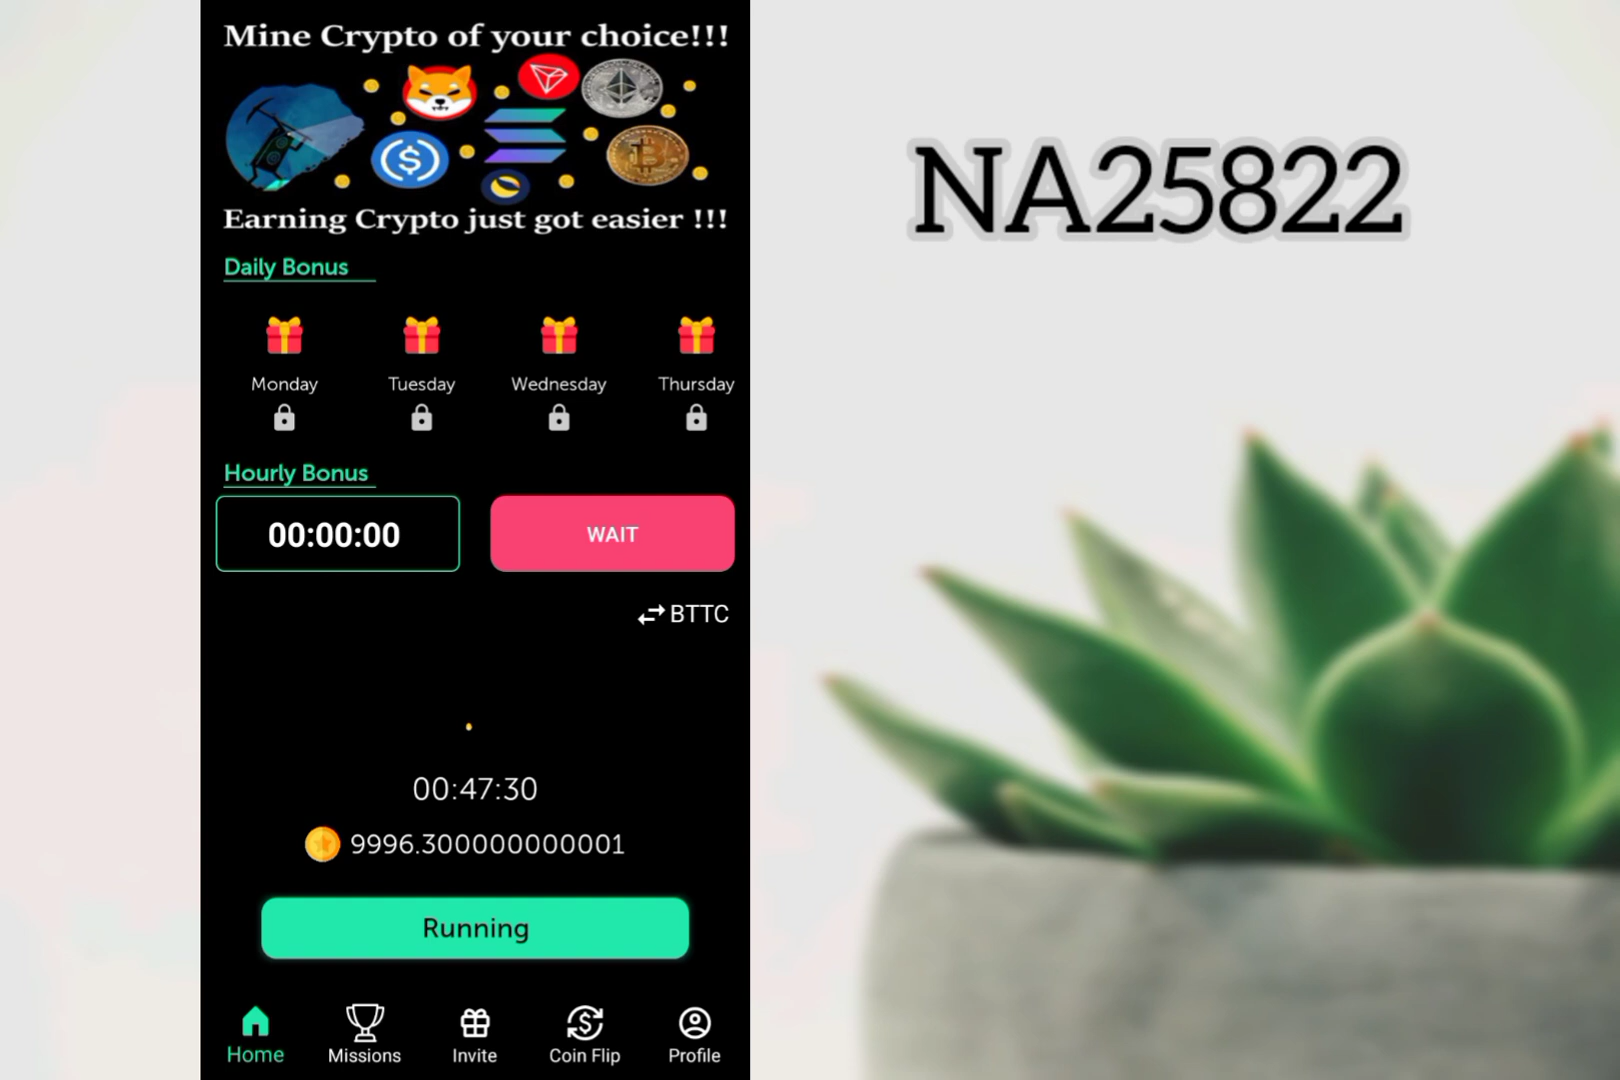 Mine Crypto of your choice!!!
Earning Crypto just got easier !!!
Daily Bonus
Monday
Tuesday
Wednesday
Thursday
Hourly Bonus
00:00:00
WAIT
BTTC
00:47:30
9996.300000000001
Running
Home
Missions
Invite
Coin Flip
Profile
NA25822